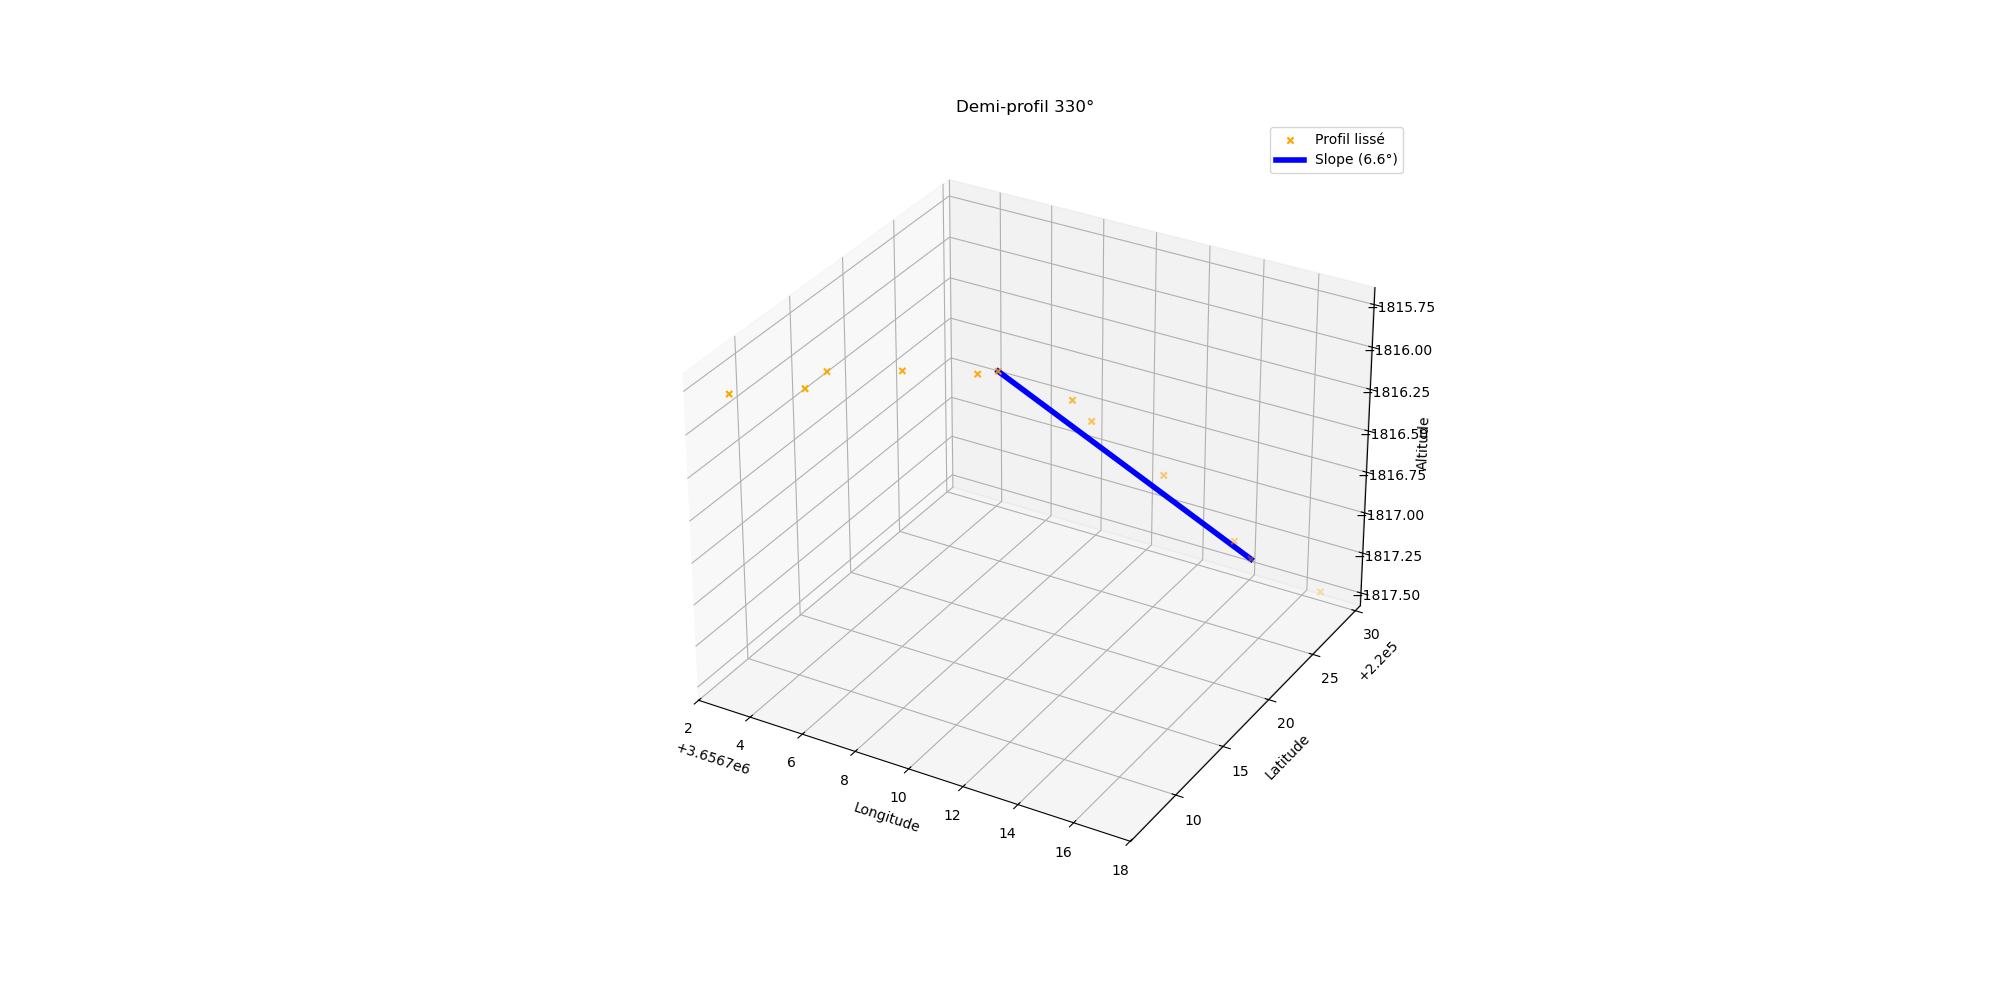 Demi-profil 330°
Profil lissé
Slope (6.6°)
−1815.75
−1816.00
−1816.25
−1816.50
−1816.75
−1817.00
−1817.25
−1817.50
Altitude
30
25
20
15
10
+2.2e5
Latitude
2
4
6
8
10
12
14
16
18
+3.6567e6
Longitude